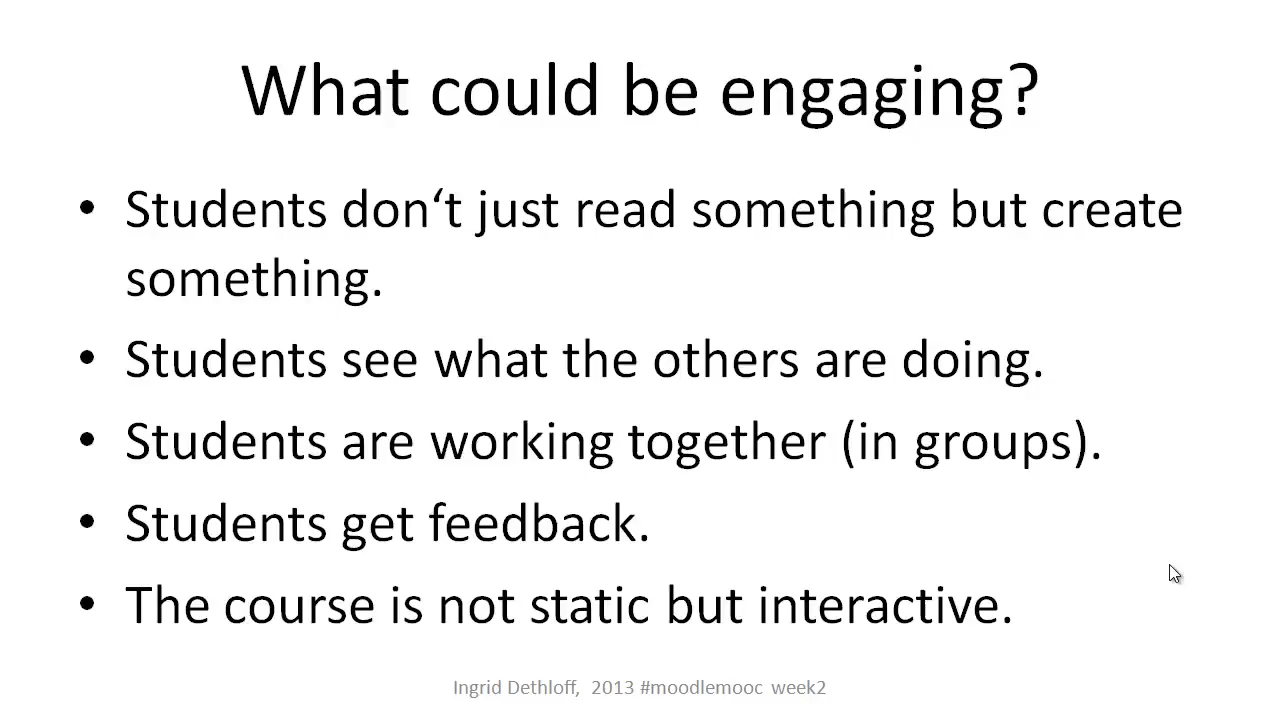 What could be engaging?
• Students don‘t just read something but create
something.
• Students see what the others are doing.
• Students are working together (in groups).
• Students get feedback.
• The course is not static but interactive.
Ingrid Dethloff, 2013 #moodlemooc week2